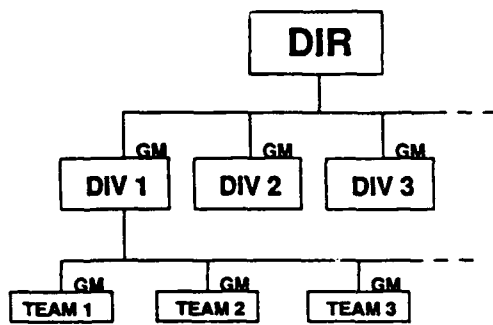 DIR
GM GM GM
DIV 1 DIV 2 DIV 3
GM GM GM
TEAM 1 TEAM 2 TEAM 3